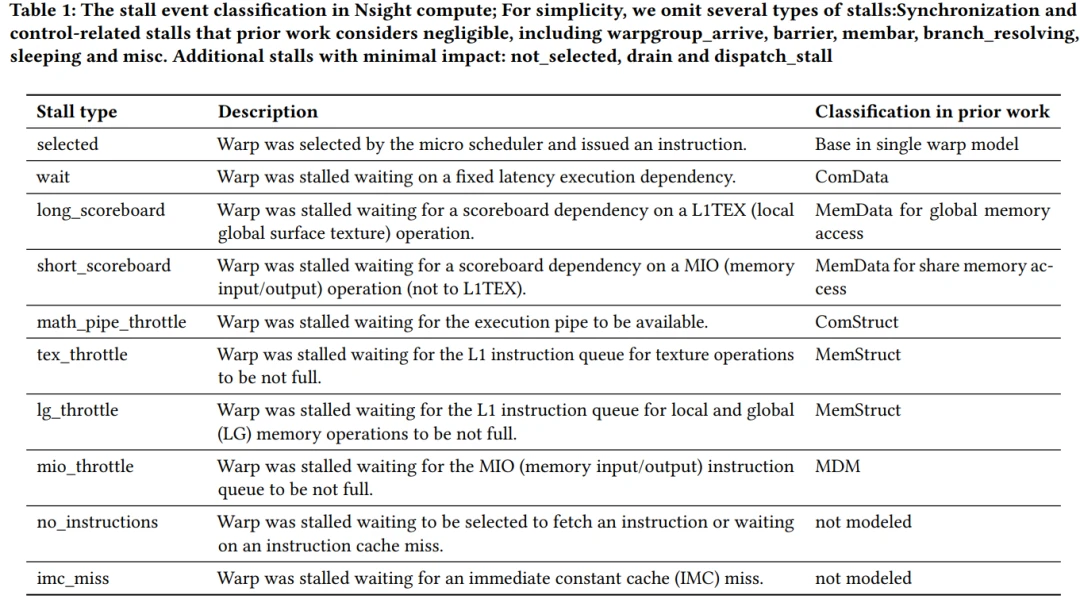 Table 1: The stall event classification in Nsight compute; For simplicity, we omit several types of stalls:Synchronization and
control-related stalls that prior work considers negligible, including warpgroup_arrive, barrier, membar, branch_resolving,
sleeping and misc. Additional stalls with minimal impact: not_selected, drain and dispatch_stall
Stall type Description Classification in prior work
selected Warp was selected by the micro scheduler and issued an instruction. Base in single warp model
wait Warp was stalled waiting on a fixed latency execution dependency. ComData
long_scoreboard Warp was stalled waiting for a scoreboard dependency on a L1TEX (local MemData for global memory
global surface texture) operation. access
short_scoreboard Warp was stalled waiting for a scoreboard dependency on a MIO (memory MemData for share memory ac-
input/output) operation (not to L1TEX). cess
math_pipe_throttle Warp was stalled waiting for the execution pipe to be available. ComStruct
tex_throttle Warp was stalled waiting for the L1 instruction queue for texture operations MemStruct
to be not full.
lg_throttle Warp was stalled waiting for the L1 instruction queue for local and global MemStruct
(LG) memory operations to be not full.
mio_throttle Warp was stalled waiting for the MIO (memory input/output) instruction MDM
queue to be not full.
no_instructions Warp was stalled waiting to be selected to fetch an instruction or waiting not modeled
on an instruction cache miss.
imc_miss Warp was stalled waiting for an immediate constant cache (IMC) miss. not modeled